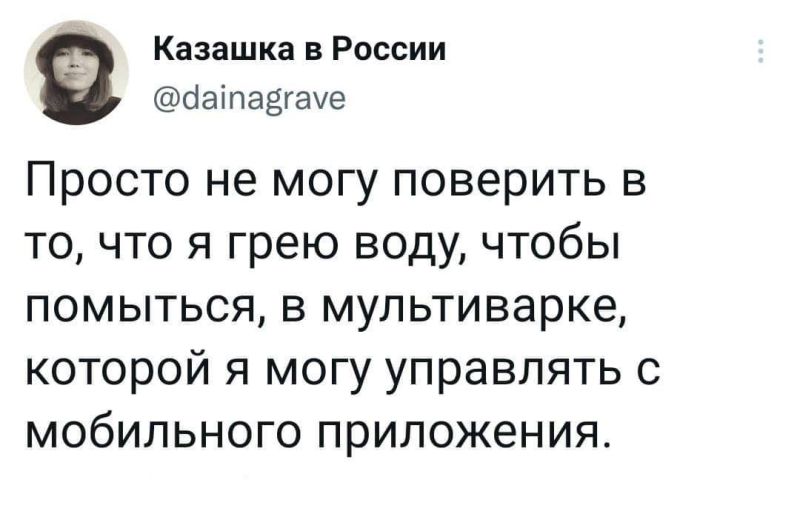 Казашка в России
@dainagrave
Просто не могу поверить в
то, что я грею воду, чтобы
помыться, в мультиварке,
которой я могу управлять с
мобильного приложения.